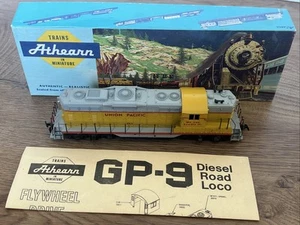 TRAINS
Athearn
IN
MINIATURE
UNION PACIFIC
TRAINS
Athearn
IN
MINIATURE
GP-9
Diesel
Road
Loco
FLYWHEEL
DRIVE